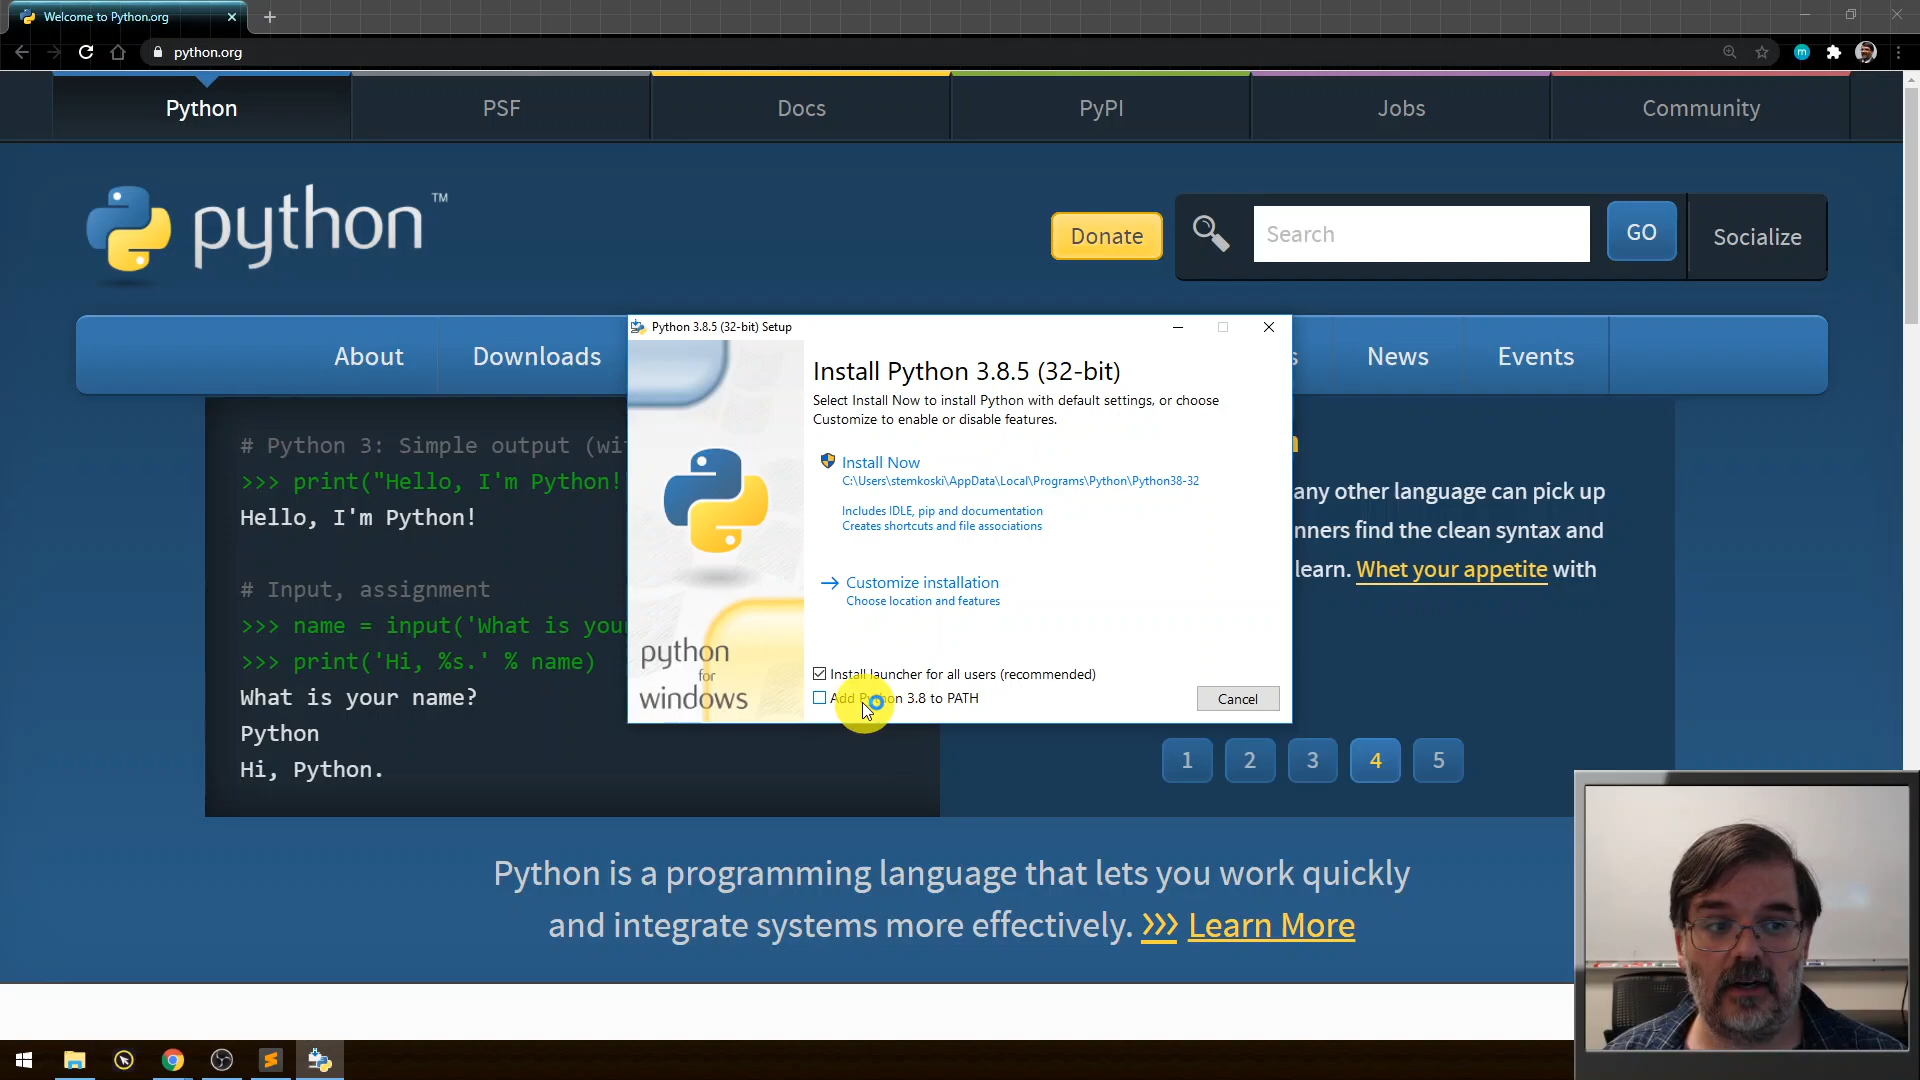 Welcome to Python.org
python.org
m
Python
PSF
Docs
PyPI
Jobs
Community
python™
Donate
Search
GO
Socialize
About
Downloads
s
News
Events
# Python 3: Simple output (wi
>>> print("Hello, I'm Python!
Hello, I'm Python!
# Input, assignment
>>> name = input('What is you
>>> print('Hi, %s.' % name)
What is your name?
Python
Hi, Python.
any other language can pick up
nners find the clean syntax and
learn. Whet your appetite with
1 2 3 4 5
Python 3.8.5 (32-bit) Setup
Install Python 3.8.5 (32-bit)
Select Install Now to install Python with default settings, or choose
Customize to enable or disable features.
Install Now
C:\Users\stemkoski\AppData\Local\Programs\Python\Python38-32
Includes IDLE, pip and documentation
Creates shortcuts and file associations
Customize installation
Choose location and features
python
for
windows
Install launcher for all users (recommended)
Add Python 3.8 to PATH
Cancel
Python is a programming language that lets you work quickly
and integrate systems more effectively. >>> Learn More